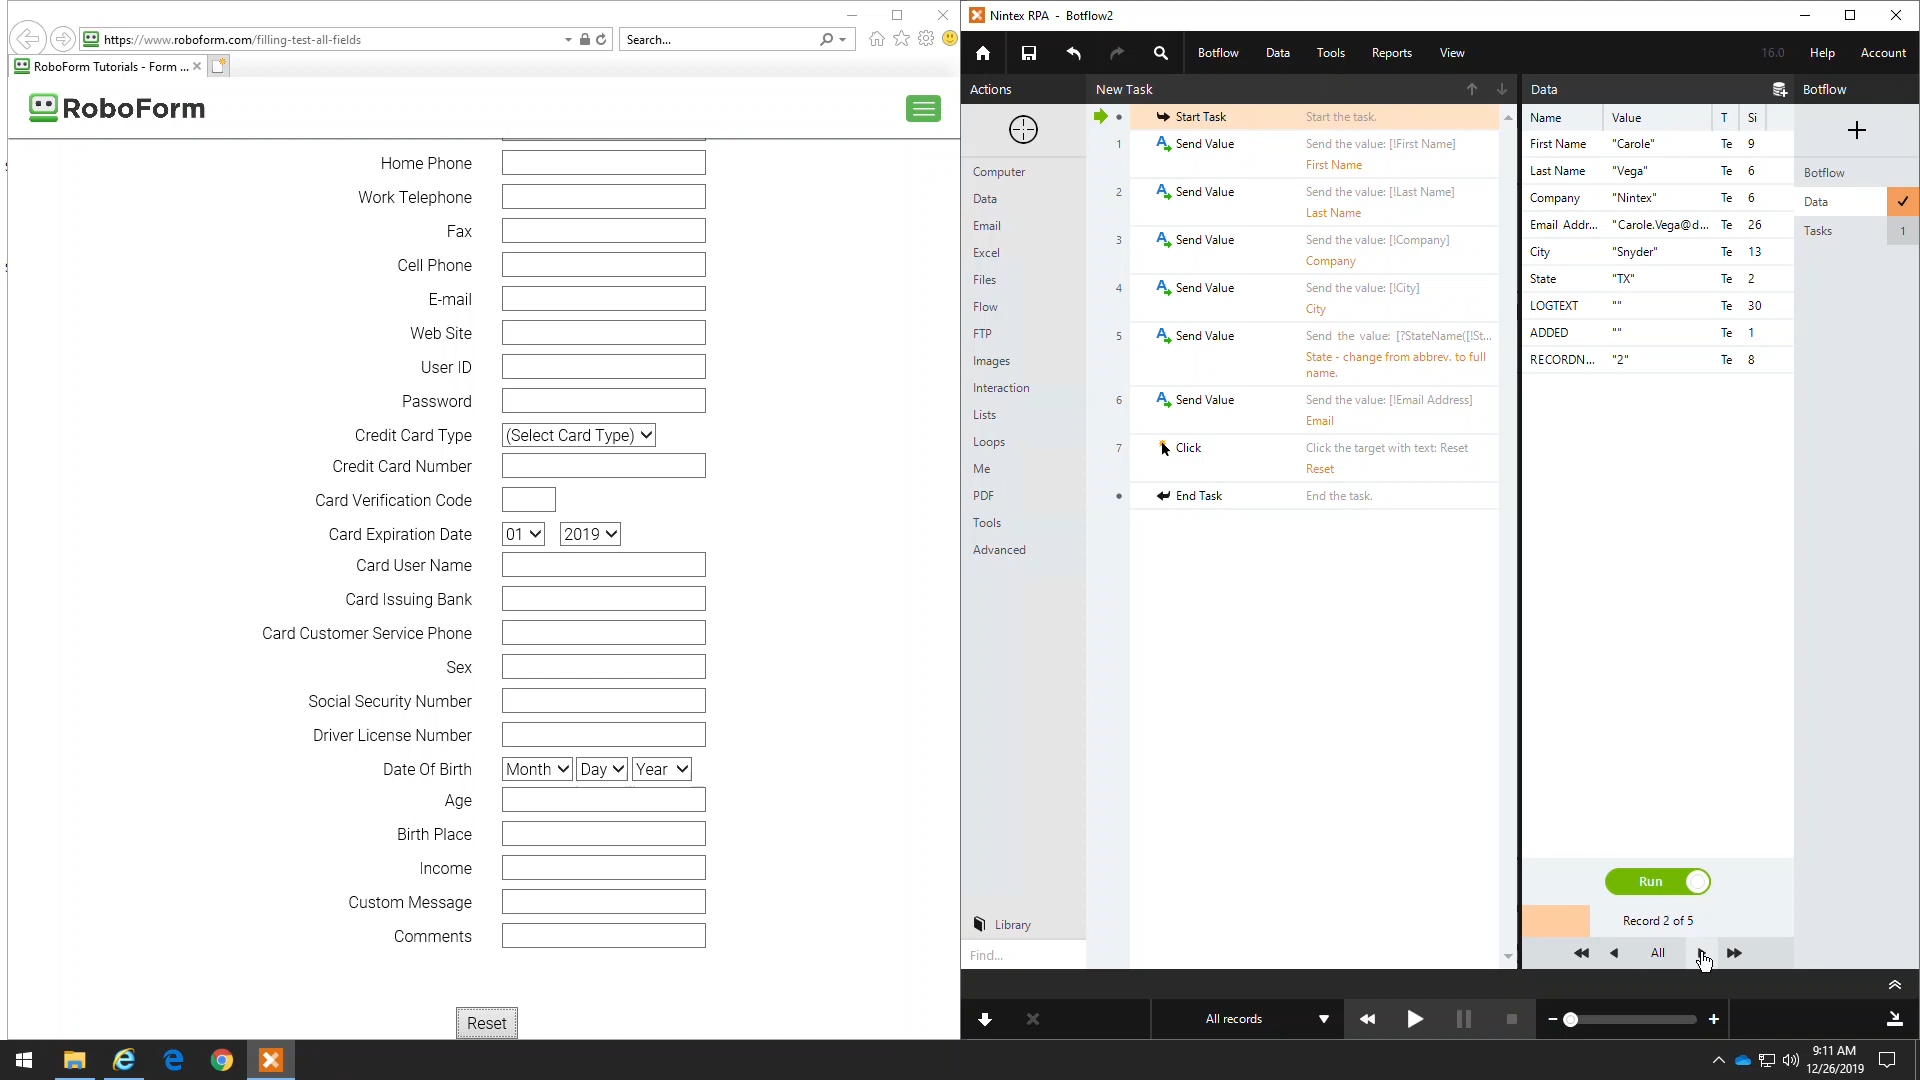 https://www.roboform.com/filling-test-all-fields
Search...
RoboForm Tutorials - Form ...
RoboForm
Home Phone
Work Telephone
Fax
Cell Phone
E-mail
Web Site
User ID
Password
Credit Card Type
(Select Card Type)
Credit Card Number
Card Verification Code
Card Expiration Date
01
2019
Card User Name
Card Issuing Bank
Card Customer Service Phone
Sex
Social Security Number
Driver License Number
Date Of Birth
Month
Day
Year
Age
Birth Place
Income
Custom Message
Comments
Reset
Nintex RPA - Botflow2
Botflow
Data
Tools
Reports
View
16.0
Help
Account
Actions
Computer
Data
Email
Excel
Files
Flow
FTP
Images
Interaction
Lists
Loops
Me
PDF
Tools
Advanced
Library
Find...
New Task
Start Task
Start the task.
1
Send Value
Send the value: [!First Name]
First Name
2
Send Value
Send the value: [!Last Name]
Last Name
3
Send Value
Send the value: [!Company]
Company
4
Send Value
Send the value: [!City]
City
5
Send Value
Send the value: [?StateName([!St...
State - change from abbrev. to full
name.
6
Send Value
Send the value: [!Email Address]
Email
7
Click
Click the target with text: Reset
Reset
End Task
End the task.
Data
Name Value T Si
First Name "Carole" Te 9
Last Name "Vega" Te 6
Company "Nintex" Te 6
Email Addr... "Carole.Vega@d... Te 26
City "Snyder" Te 13
State "TX" Te 2
LOGTEXT "" Te 30
ADDED "" Te 1
RECORDN... "2" Te 8
Run
Record 2 of 5
All
Botflow
Botflow
Data
Tasks
1
All records
9:11 AM
12/26/2019